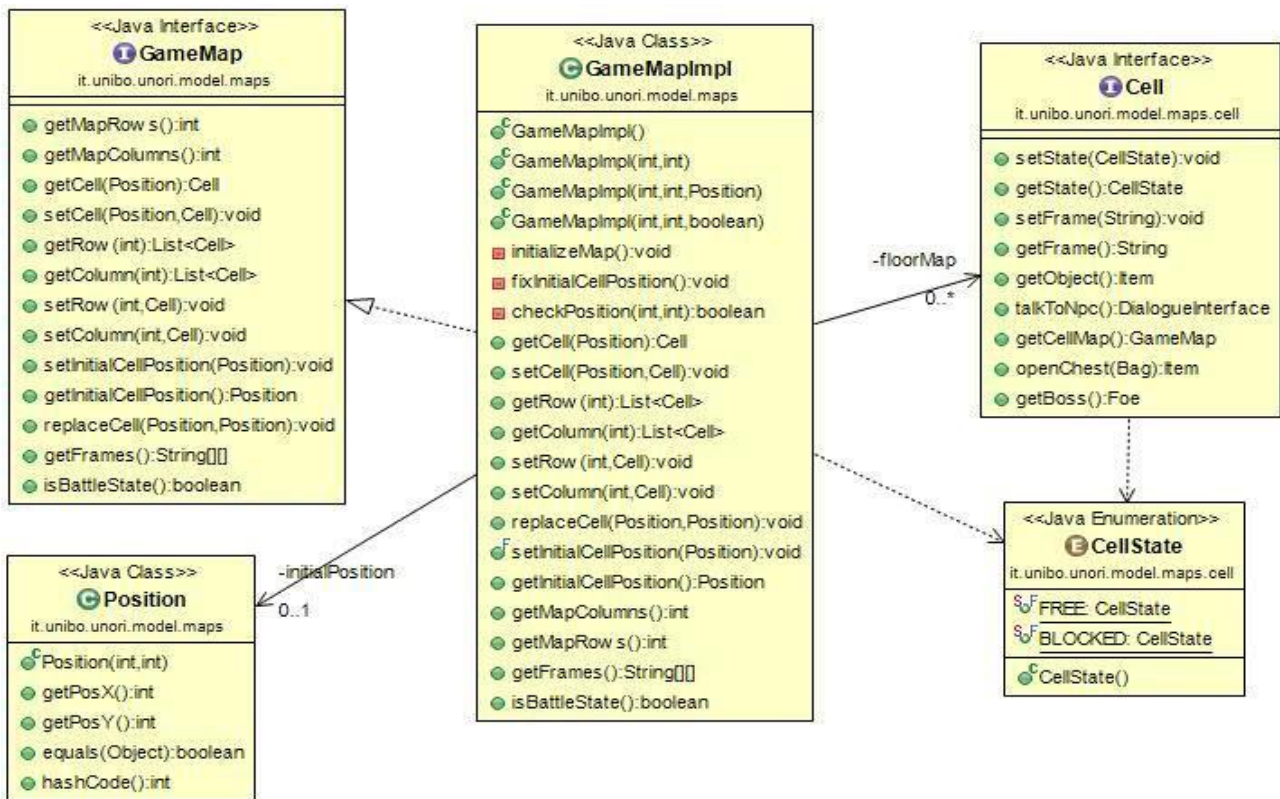 <<Java Interface>>
GameMap
it.unibo.unori.model.maps
getMapRow s():int
getMapColumns():int
getCell(Position):Cell
setCell(Position,Cell):void
getRow (int):List<Cell>
getColumn(int):List<Cell>
setRow (int,Cell):void
setColumn(int,Cell):void
setInitialCellPosition(Position):void
getInitialCellPosition():Position
replaceCell(Position,Position):void
getFrames():String[][]
isBattleState():boolean
<<Java Class>>
GameMapImpl
it.unibo.unori.model.maps
GameMapImpl()
GameMapImpl(int,int)
GameMapImpl(int,int,Position)
GameMapImpl(int,int,boolean)
initializeMap():void
fixInitialCellPosition():void
checkPosition(int,int):boolean
getCell(Position):Cell
setCell(Position,Cell):void
getRow (int):List<Cell>
getColumn(int):List<Cell>
setRow (int,Cell):void
setColumn(int,Cell):void
replaceCell(Position,Position):void
setInitialCellPosition(Position):void
getInitialCellPosition():Position
getMapColumns():int
getMapRow s():int
getFrames():String[][]
isBattleState():boolean
-floorMap
0..*
<<Java Interface>>
Cell
it.unibo.unori.model.maps.cell
setState(CellState):void
getState():CellState
setFrame(String):void
getFrame():String
getObject():Item
talkToNpc():DialogueInterface
getCellMap():GameMap
openChest(Bag):Item
getBoss():Foe
<<Java Class>>
Position
it.unibo.unori.model.maps
Position(int,int)
getPosX():int
getPosY():int
equals(Object):boolean
hashCode():int
-initialPosition
0..1
<<Java Enumeration>>
CellState
it.unibo.unori.model.maps.cell
FREE: CellState
BLOCKED: CellState
CellState()